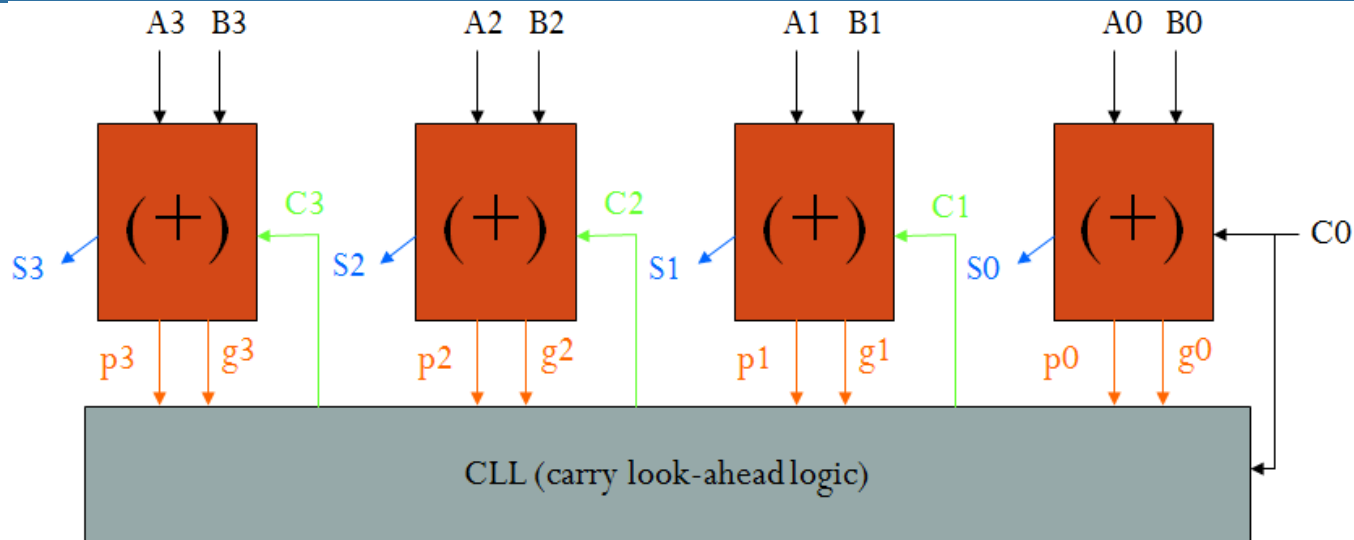 A3 B3 A2 B2 A1 B1 A0 B0
C3 C2 C1 C0
(+) (+) (+) (+)
S3 S2 S1 S0
p3 g3 p2 g2 p1 g1 p0 g0
CLL (carry look-ahead logic)